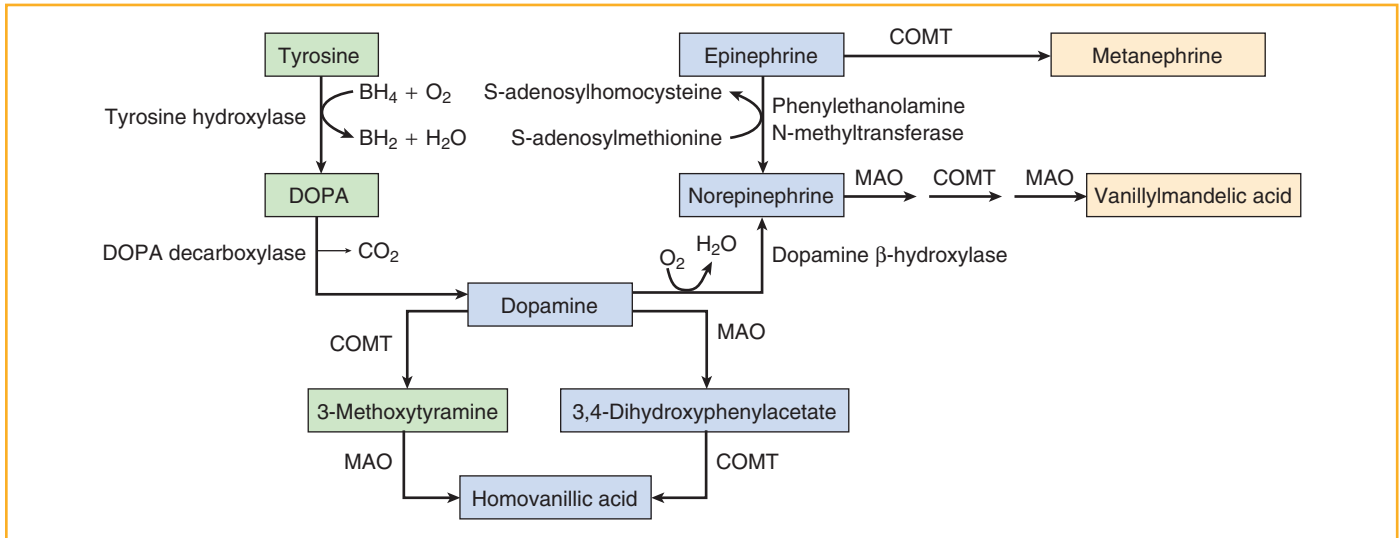 Tyrosine
Epinephrine
COMT
Metanephrine
Tyrosine hydroxylase
BH4 + O2
BH2 + H2O
S-adenosylhomocysteine
S-adenosylmethionine
Phenylethanolamine
N-methyltransferase
DOPA
Norepinephrine
MAO
COMT
MAO
Vanillylmandelic acid
DOPA decarboxylase
CO2
O2
H2O
Dopamine β-hydroxylase
Dopamine
COMT
MAO
3-Methoxytyramine
3,4-Dihydroxyphenylacetate
MAO
COMT
Homovanillic acid